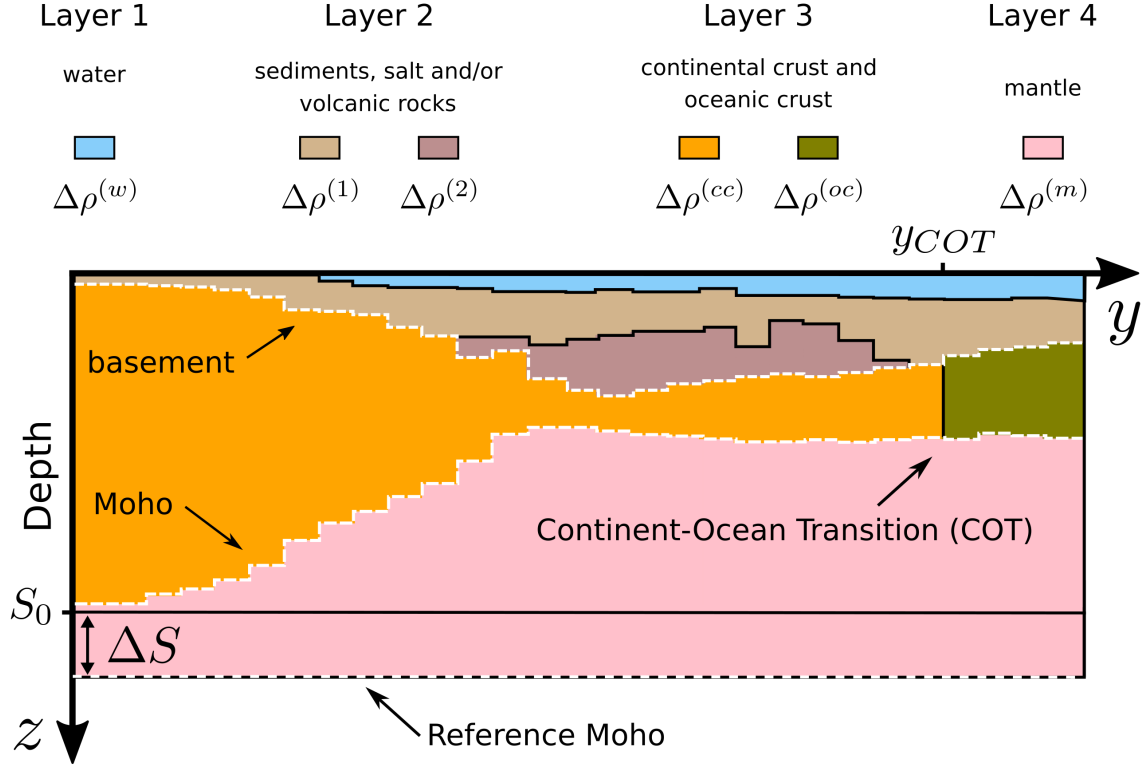 Layer 1 Layer 2 Layer 3 Layer 4
water
sediments, salt and/or
volcanic rocks
continental crust and
oceanic crust
mantle
Δρ^(w) Δρ^(1) Δρ^(2) Δρ^(cc) Δρ^(oc) Δρ^(m)
y_COT
y
basement
Depth
Moho
Continent-Ocean Transition (COT)
S_0
ΔS
z
Reference Moho